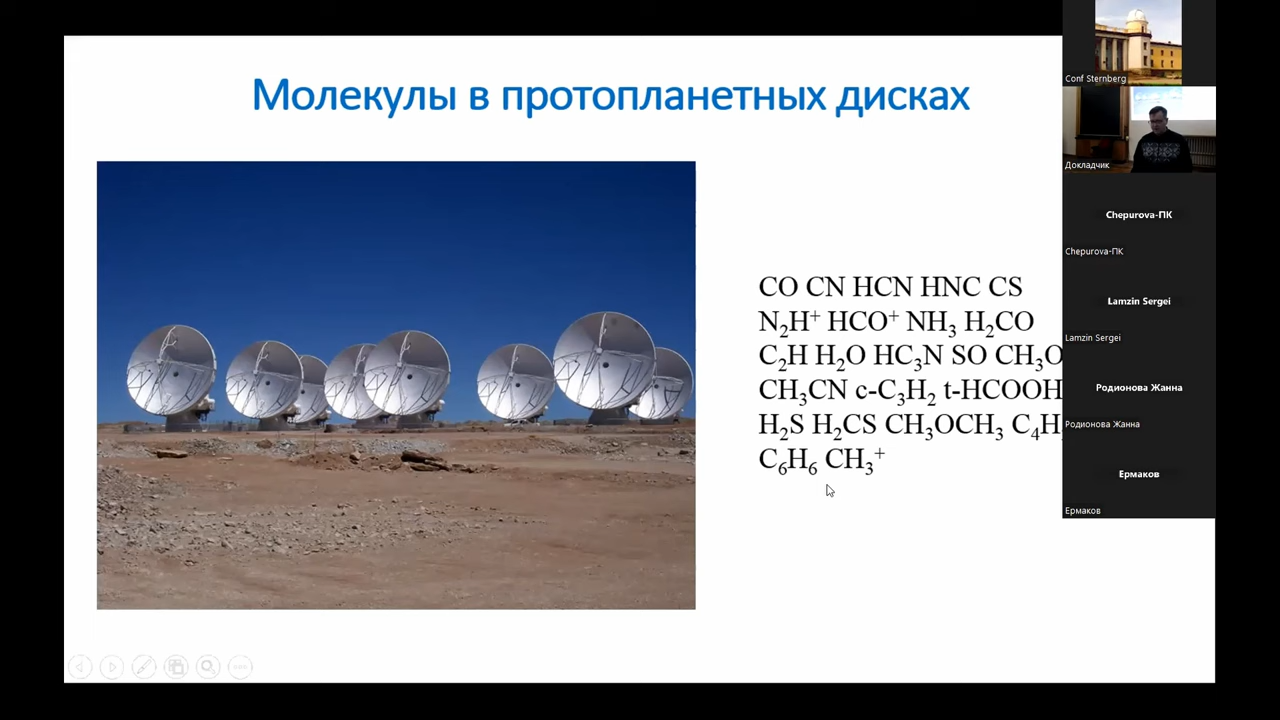 Молекулы в протопланетных дисках
CO CN HCN HNC CS
N₂H⁺ HCO⁺ NH₃ H₂CO
C₂H H₂O HC₃N SO CH₃O
CH₃CN c-C₃H₂ t-HCOOH
H₂S H₂CS CH₃OCH₃ C₄H
C₆H₆ CH₃⁺
Conf Sternberg
Докладчик
Chepurova-ПК
Chepurova-ПК
Lamzin Sergei
Lamzin Sergei
Родионова Жанна
Родионова Жанна
Ермаков
Ермаков